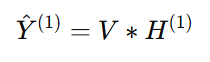 Ŷ⁽¹⁾ = V * H⁽¹⁾